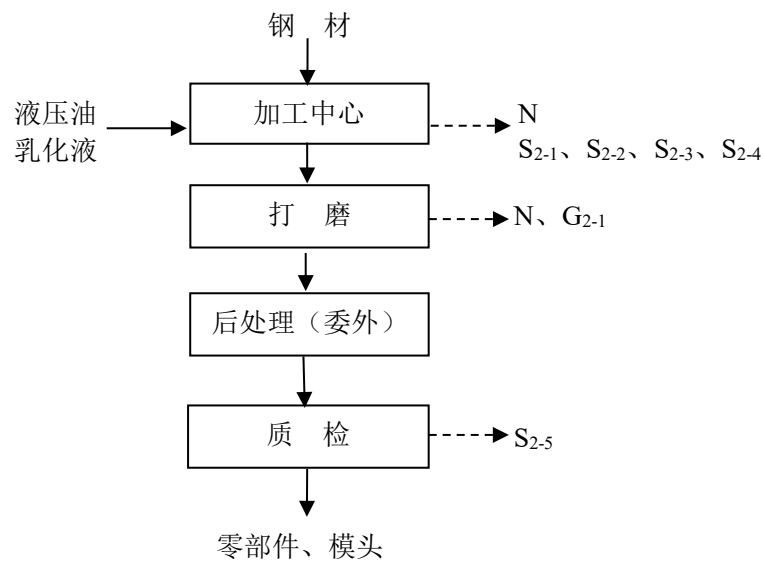 钢 材
液压油
乳化液
加工中心
N
S2-1、S2-2、S2-3、S2-4
打 磨
N、G2-1
后处理（委外）
质 检
S2-5
零部件、模头